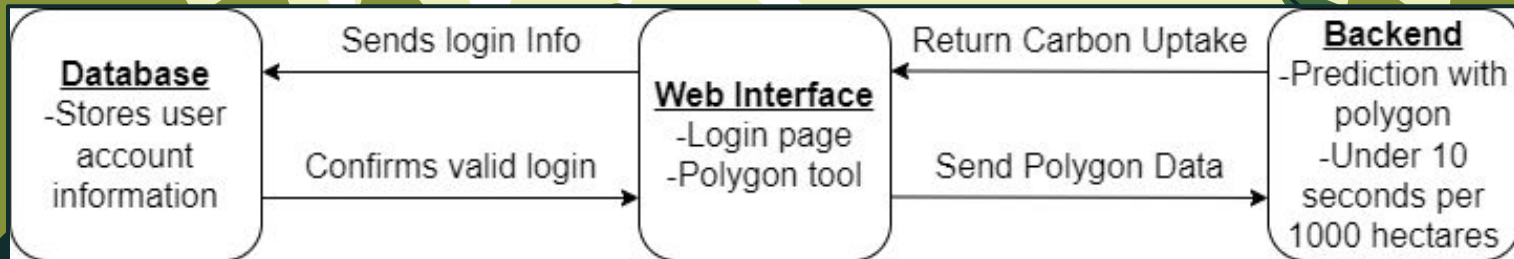 Database
-Stores user
account
information
Sends login Info
Confirms valid login
Web Interface
-Login page
-Polygon tool
Return Carbon Uptake
Send Polygon Data
Backend
-Prediction with
polygon
-Under 10
seconds per
1000 hectares